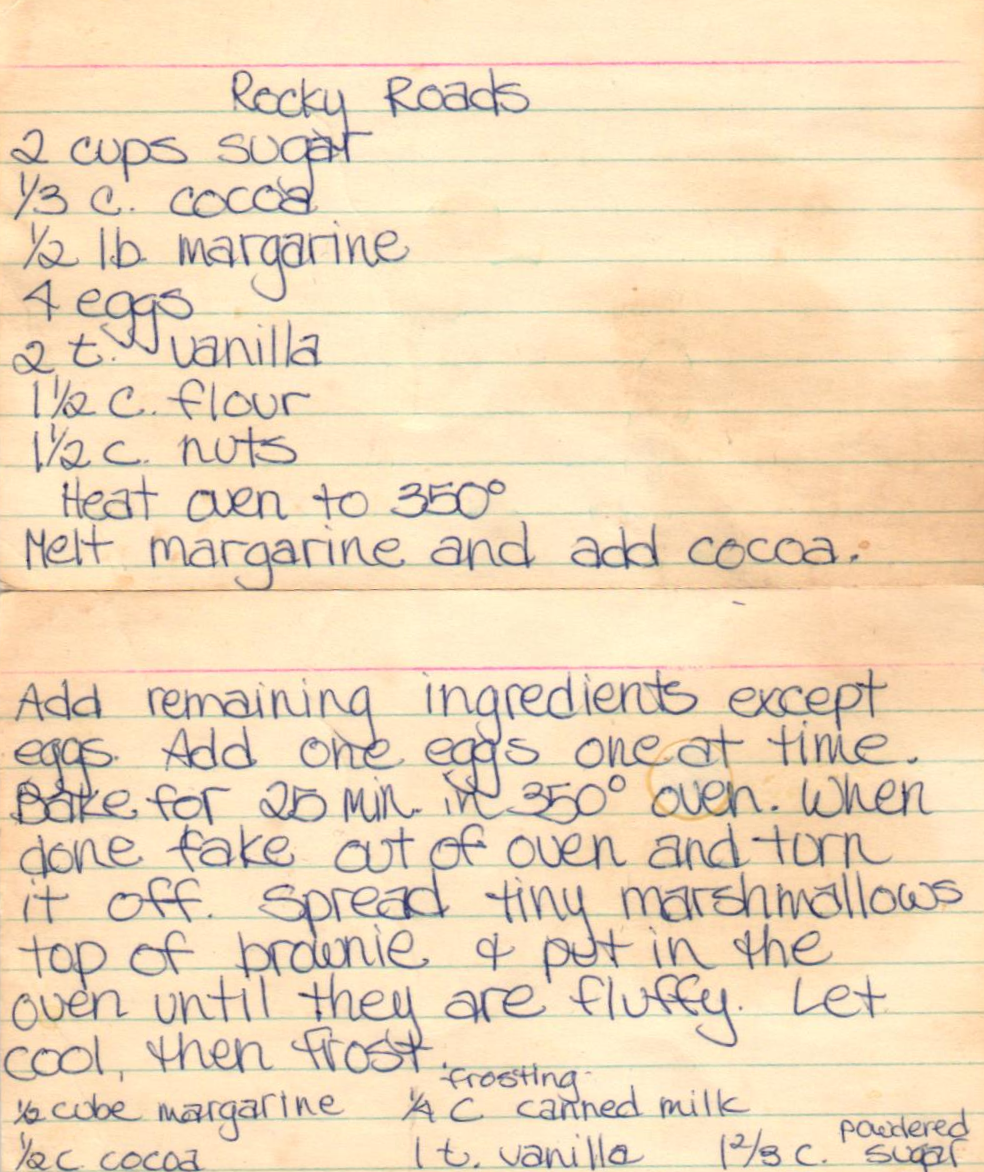 Rocky Roads
2 cups sugar
1/3 c. cocoa
1/2 lb margarine
4 eggs
2 t. vanilla
1 1/2 c. flour
1 1/2 c. nuts
Heat oven to 350°
Melt margarine and add cocoa.
Add remaining ingredients except
eggs. Add one eggs one at time.
Bake for 25 min. in 350° oven. When
done take out of oven and turn
it off. Spread tiny marshmallows
top of brownie & put in the
oven until they are fluffy. Let
cool, then frost.
frosting
1/2 cube margarine 1/4 C canned milk
1/2 c. cocoa 1 t. vanilla 1 2/3 c. powdered sugar